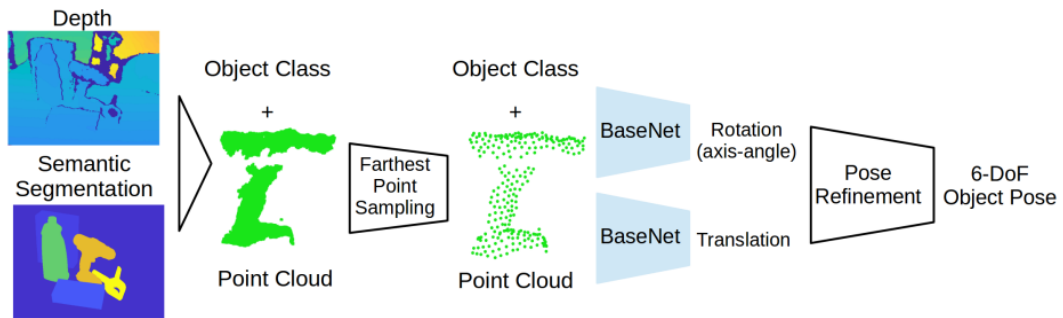 Depth
Semantic
Segmentation
Object Class
+
Point Cloud
Farthest
Point
Sampling
Object Class
+
Point Cloud
BaseNet
Rotation
(axis-angle)
BaseNet
Translation
Pose
Refinement
6-DoF
Object Pose